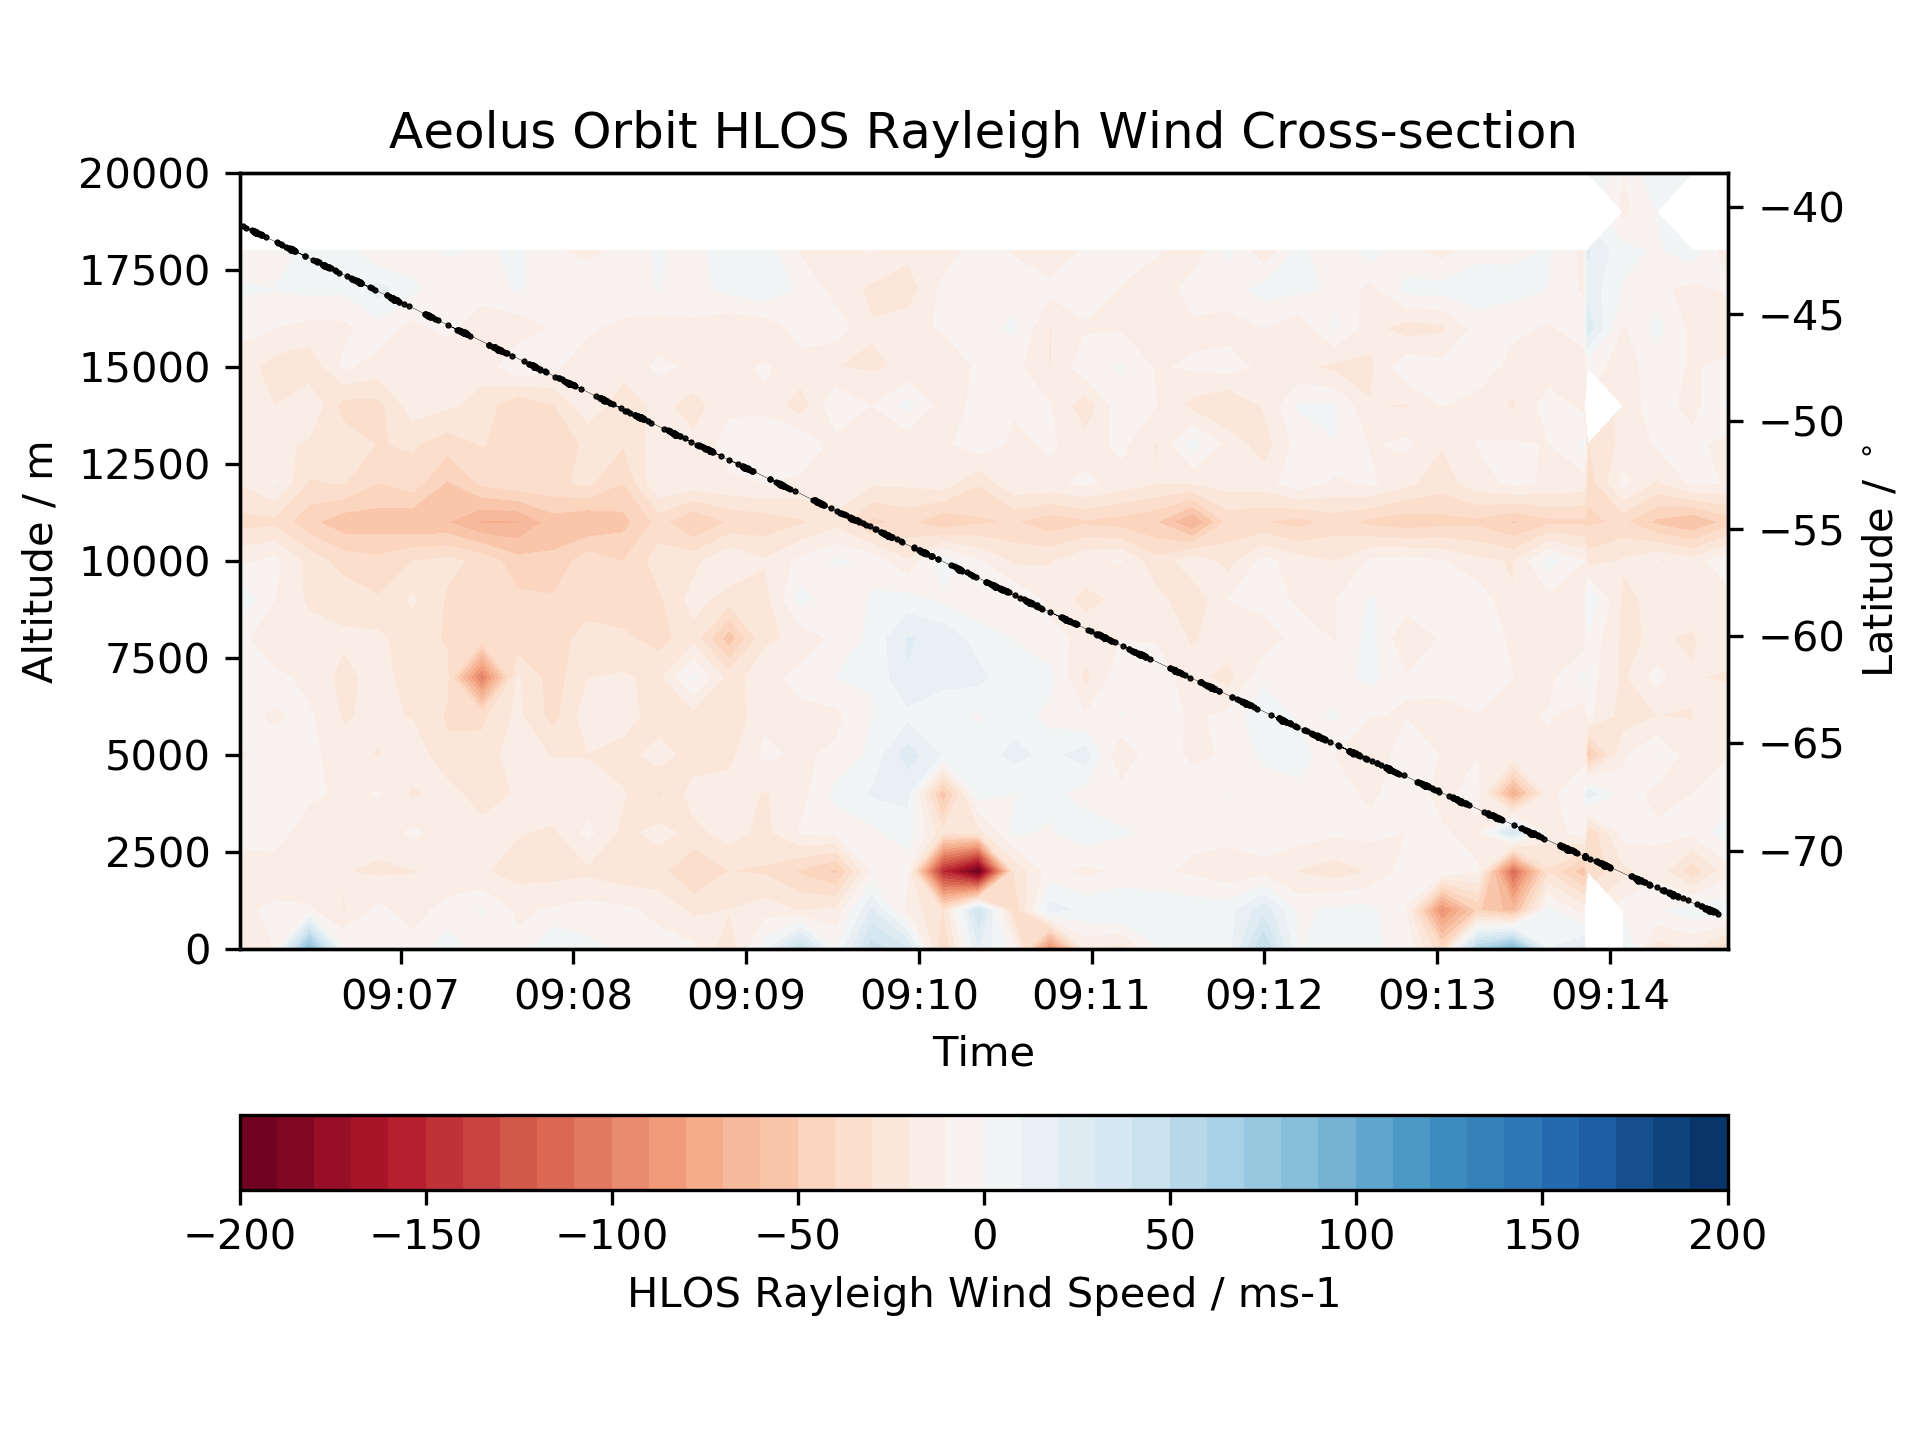 Aeolus Orbit HLOS Rayleigh Wind Cross-section
20000
17500
15000
12500
10000
7500
5000
2500
0
Altitude / m
−40
−45
−50
−55
−60
−65
−70
Latitude / °
09:07 09:08 09:09 09:10 09:11 09:12 09:13 09:14
Time
−200 −150 −100 −50 0 50 100 150 200
HLOS Rayleigh Wind Speed / ms-1